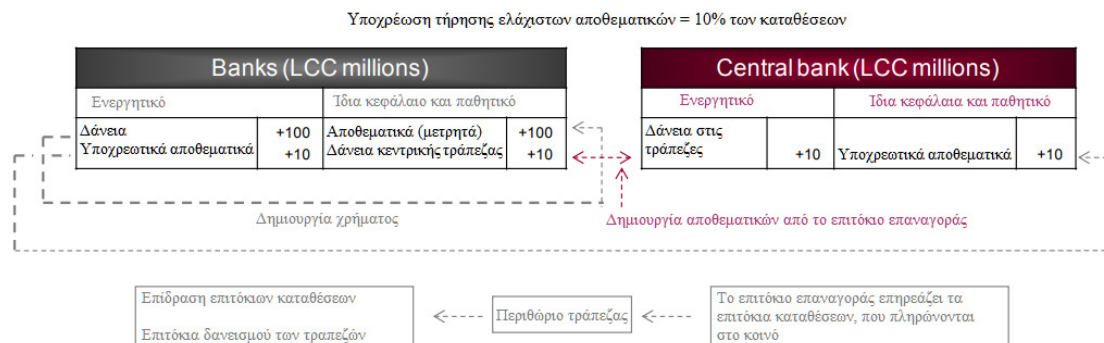 Υποχρέωση τήρησης ελάχιστων αποθεματικών = 10% των καταθέσεων
Banks (LCC millions)
Ενεργητικό Ίδια κεφάλαιο και παθητικό
Δάνεια +100 Αποθεματικά (μετρητά) +100
Υποχρεωτικά αποθεματικά +10 Δάνεια κεντρικής τράπεζας +10
Central bank (LCC millions)
Ενεργητικό Ίδια κεφάλαια και παθητικό
Δάνεια στις
τράπεζες +10 Υποχρεωτικά αποθεματικά +10
Δημιουργία χρήματος
Δημιουργία αποθεματικών από το επιτόκιο επαναγοράς
Επίδραση επιτόκιων καταθέσεων
Επιτόκια δανεισμού των τραπεζών
Περιθώριο τράπεζας
Το επιτόκιο επαναγοράς επηρεάζει τα
επιτόκια καταθέσεων, που πληρώνονται
στο κοινό